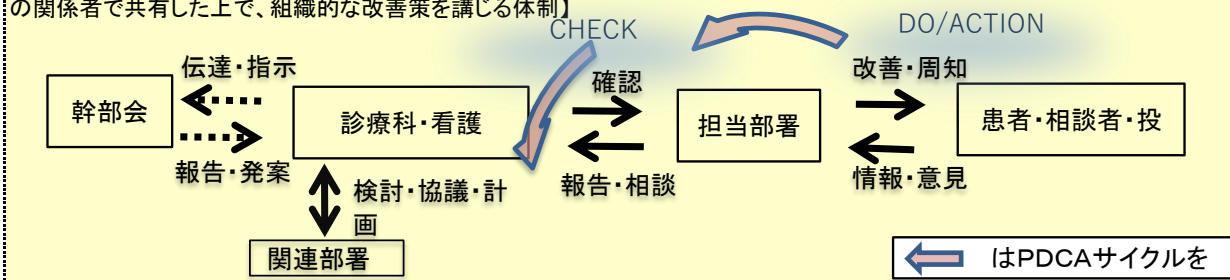 の関係者で共有した上で、組織的な改善策を講じる体制】
CHECK
DO/ACTION
伝達・指示
確認
改善・周知
幹部会
診療科・看護
担当部署
患者・相談者・投
報告・発案
報告・相談
情報・意見
検討・協議・計
画
関連部署
はPDCAサイクルを